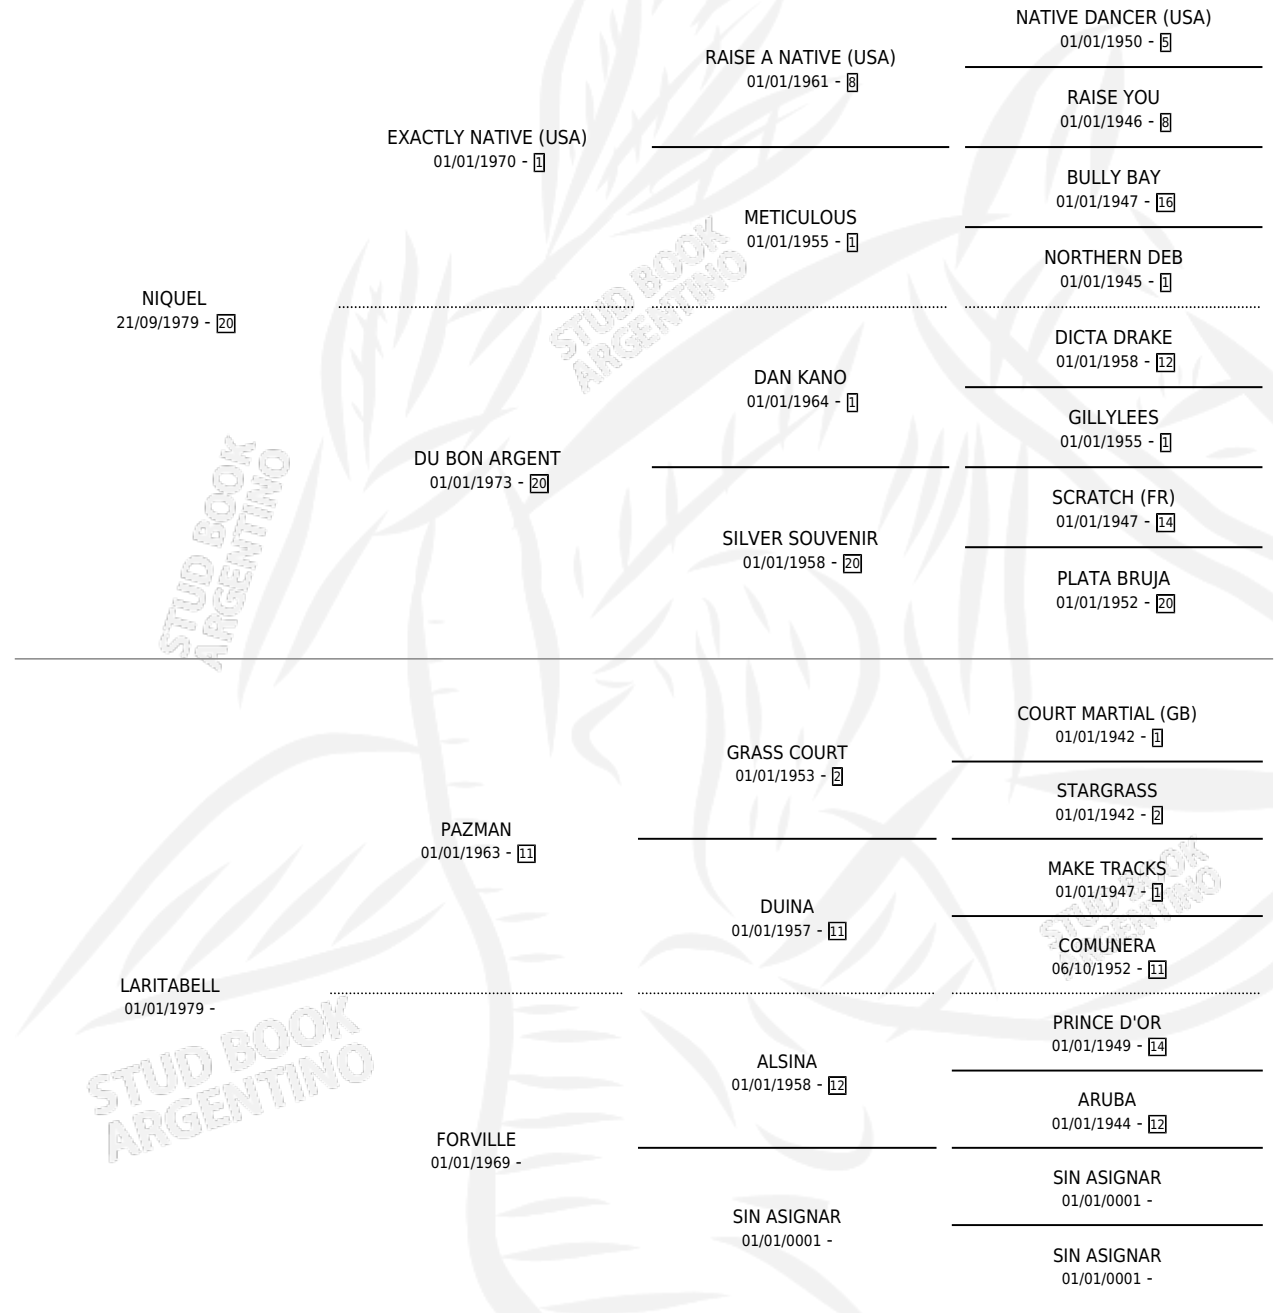 NATIVE DANCER (USA)
01/01/1950 - 5
RAISE A NATIVE (USA)
01/01/1961 - 8
RAISE YOU
01/01/1946 - 8
EXACTLY NATIVE (USA)
01/01/1970 - 1
BULLY BAY
01/01/1947 - 16
METICULOUS
01/01/1955 - 1
NORTHERN DEB
01/01/1945 - 1
NIQUEL
21/09/1979 - 20
DICTA DRAKE
01/01/1958 - 12
DAN KANO
01/01/1964 - 1
GILLYLEES
01/01/1955 - 1
DU BON ARGENT
01/01/1973 - 20
SCRATCH (FR)
01/01/1947 - 14
SILVER SOUVENIR
01/01/1958 - 20
PLATA BRUJA
01/01/1952 - 20
COURT MARTIAL (GB)
01/01/1942 - 1
GRASS COURT
01/01/1953 - 2
STARGRASS
01/01/1942 - 2
PAZMAN
01/01/1963 - 11
MAKE TRACKS
01/01/1947 - 1
DUINA
01/01/1957 - 11
COMUNERA
06/10/1952 - 11
LARITABELL
01/01/1979 -
PRINCE D'OR
01/01/1949 - 14
ALSINA
01/01/1958 - 12
ARUBA
01/01/1944 - 12
FORVILLE
01/01/1969 -
SIN ASIGNAR
01/01/0001 -
SIN ASIGNAR
01/01/0001 -
SIN ASIGNAR
01/01/0001 -
STUD BOOK
ARGENTINO
STUD BOOK
ARGENTINO
STUD BOOK
ARGENTINO
STUD BOOK
ARGENTINO